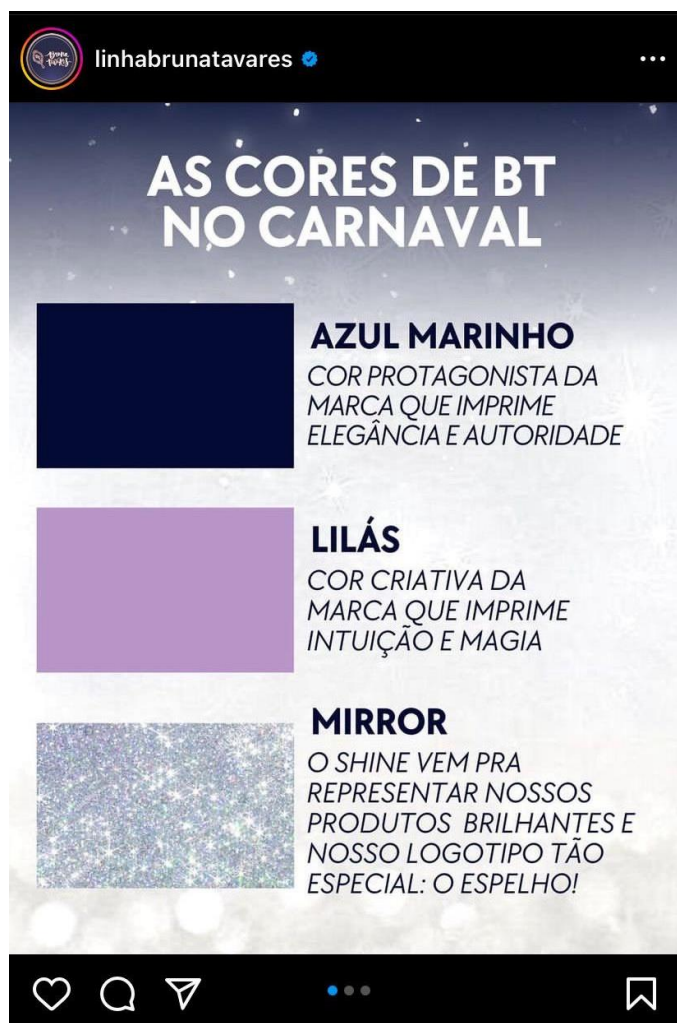 linhabrunatavares
AS CORES DE BT
NO CARNAVAL
AZUL MARINHO
COR PROTAGONISTA DA
MARCA QUE IMPRIME
ELEGÂNCIA E AUTORIDADE
LILÁS
COR CRIATIVA DA
MARCA QUE IMPRIME
INTUIÇÃO E MAGIA
MIRROR
O SHINE VEM PRA
REPRESENTAR NOSSOS
PRODUTOS BRILHANTES E
NOSSO LOGOTIPO TÃO
ESPECIAL: O ESPELHO!